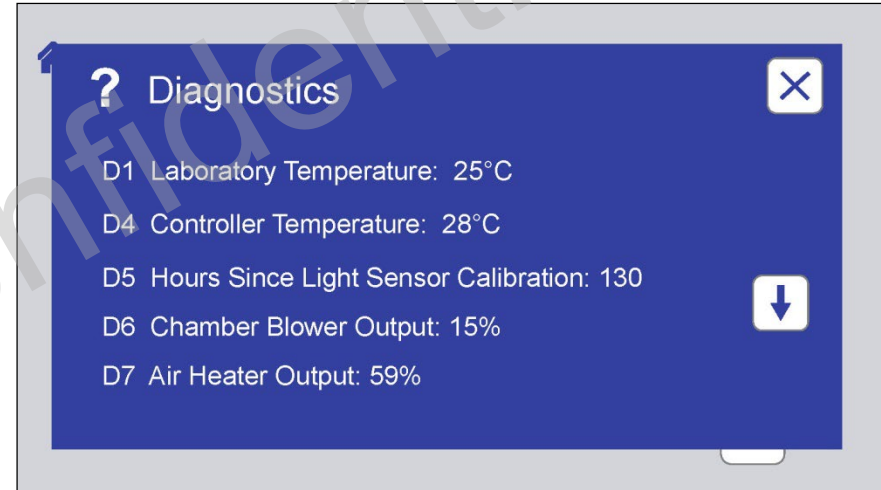 ? Diagnostics
D1 Laboratory Temperature: 25°C
D4 Controller Temperature: 28°C
D5 Hours Since Light Sensor Calibration: 130
D6 Chamber Blower Output: 15%
D7 Air Heater Output: 59%